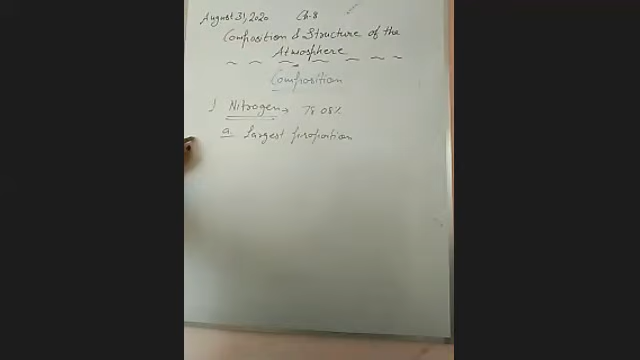 August 31, 2020 Ch-8
Composition & Structure of the
Atmosphere
Composition
1) Nitrogen → 78.08%
a. Largest proportion